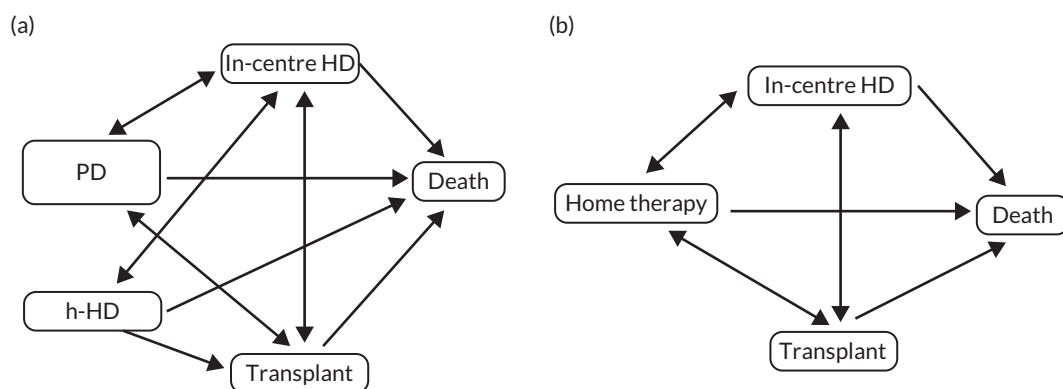 (a)
In-centre HD
PD
Death
h-HD
Transplant
(b)
In-centre HD
Home therapy
Death
Transplant